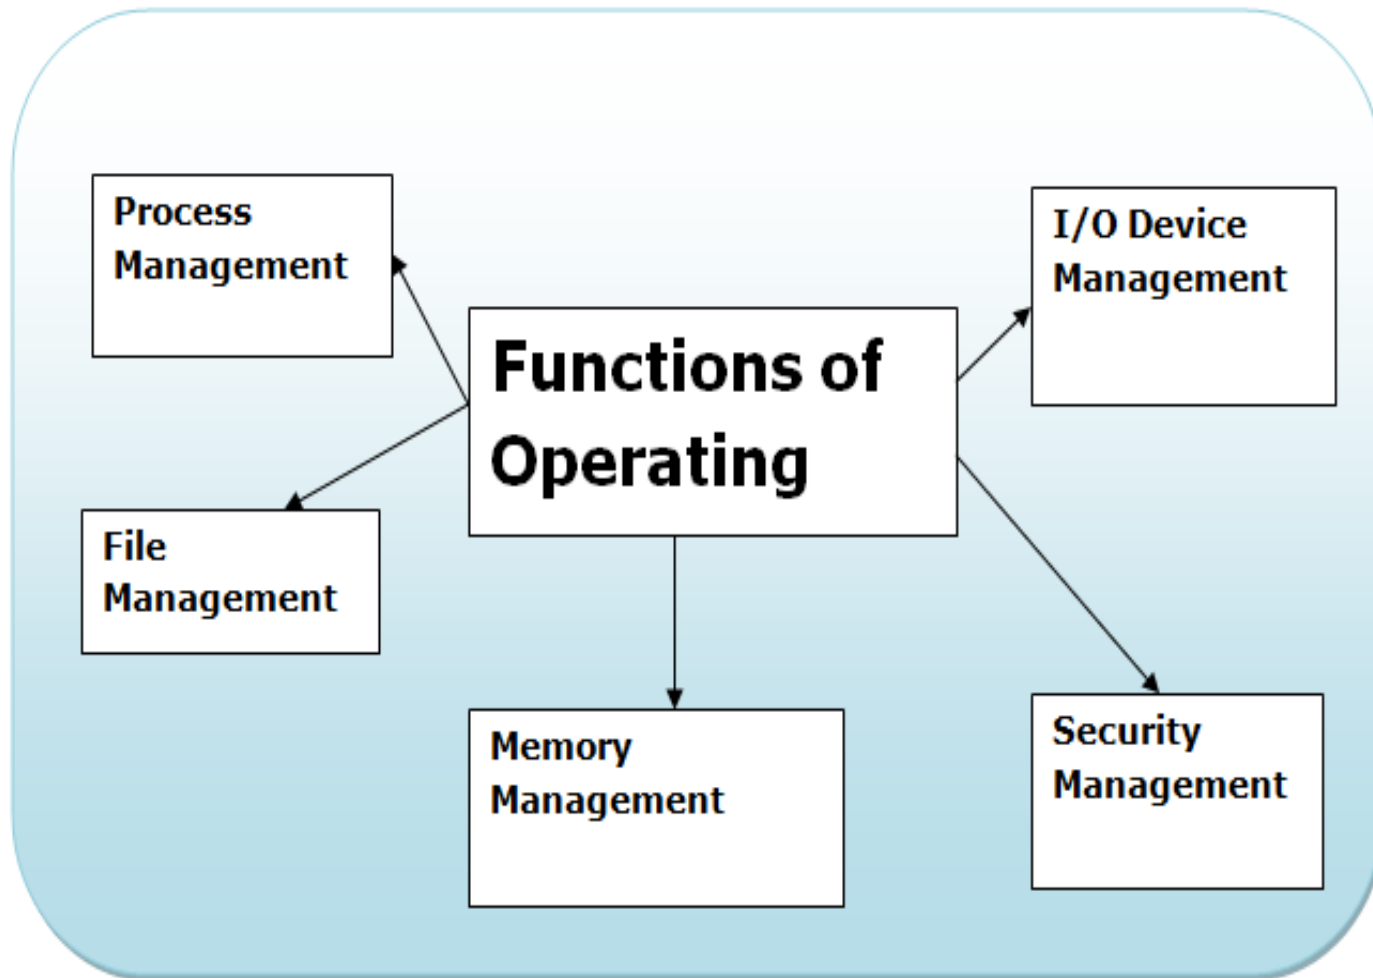 Process
Management
I/O Device
Management
Functions of
Operating
File
Management
Memory
Management
Security
Management